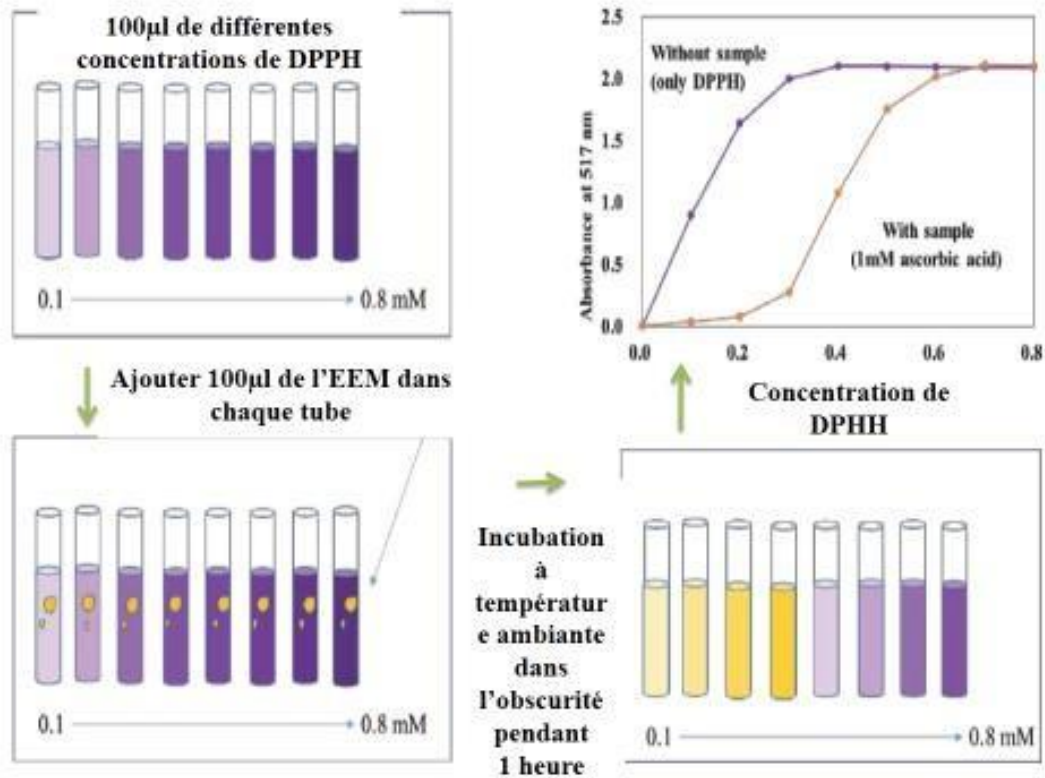 100µl de différentes
concentrations de DPPH
0.1
0.8 mM
Ajouter 100µl de l'EEM dans
chaque tube
0.1
0.8 mM
Incubation
à
températur
e ambiante
dans
l'obscurité
pendant
1 heure
0.1
0.8 mM
Absorbance at 517 nm
2.5
2.0
1.5
1.0
0.5
0.0
Without sample
(only DPPH)
With sample
(1mM ascorbic acid)
0.0
0.2
0.4
0.6
0.8
Concentration de
DPHH